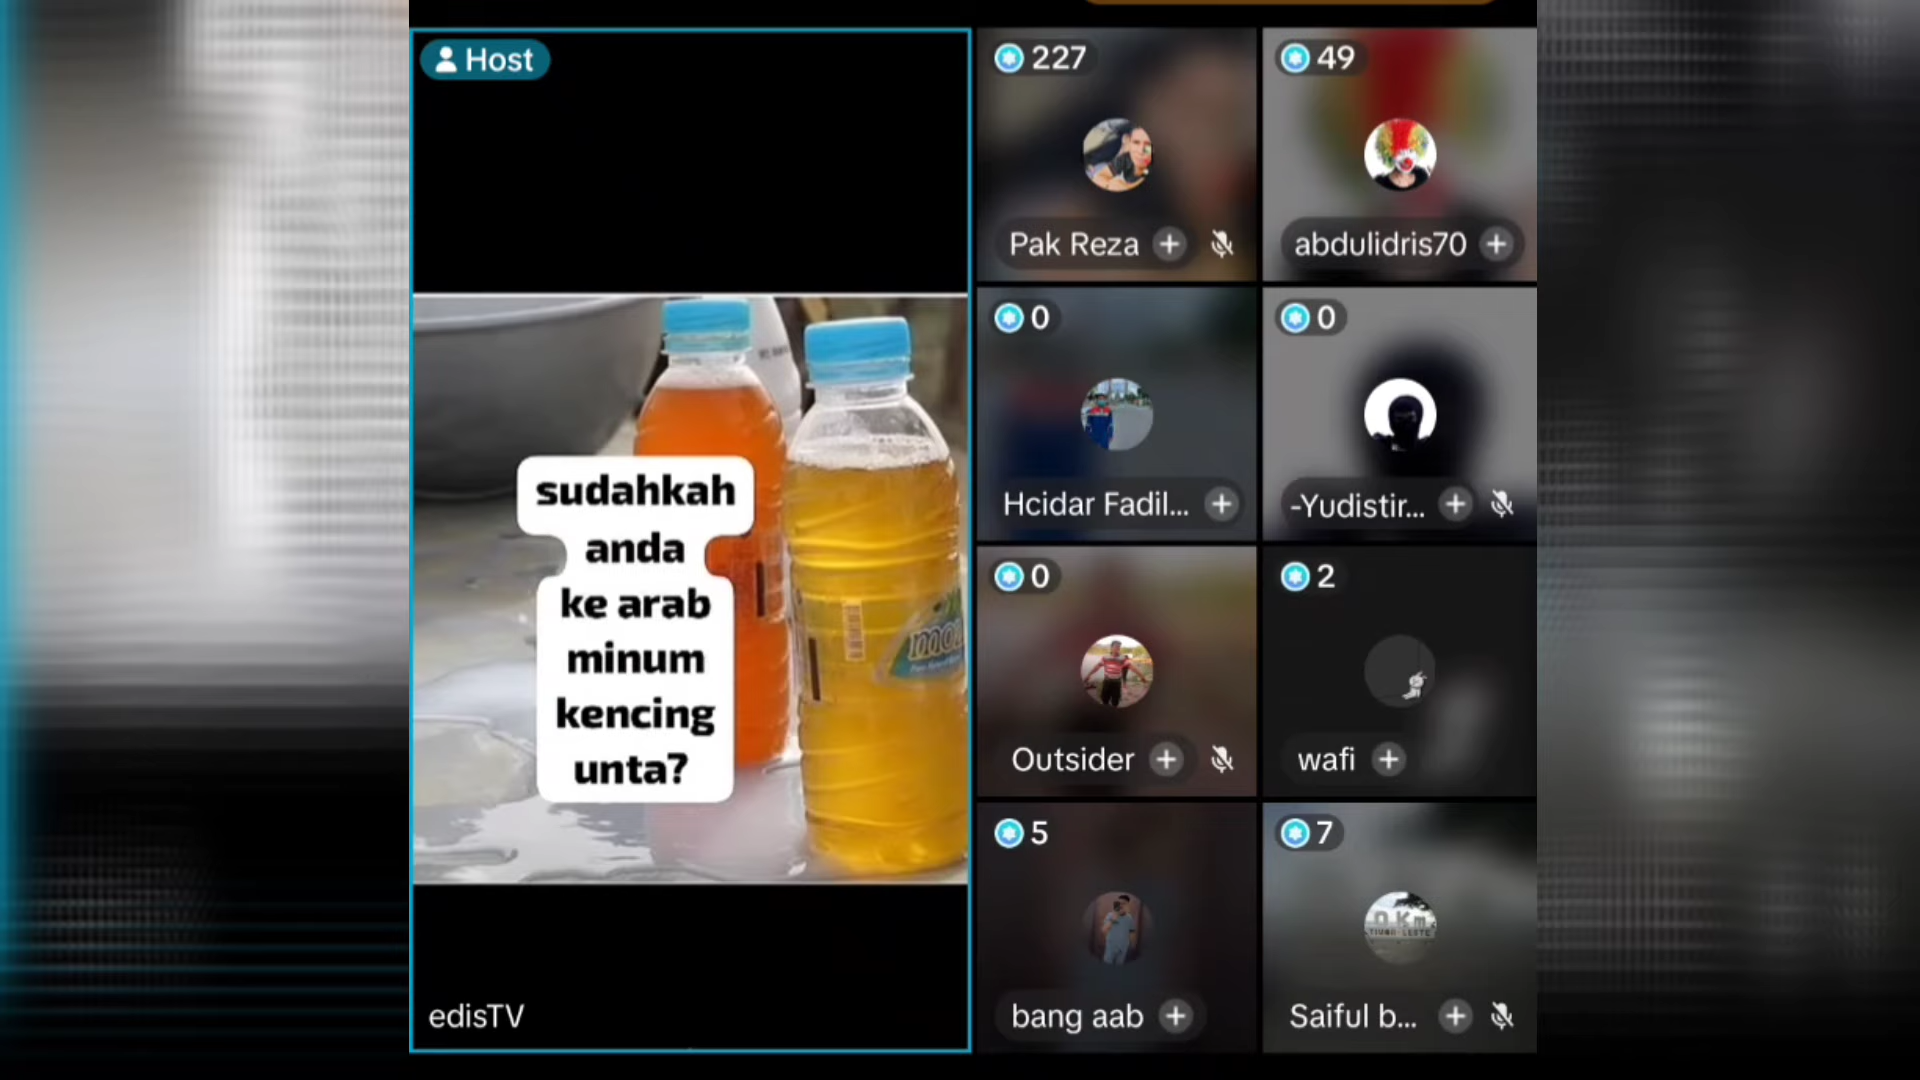 Host
227
49
Pak Reza
abdulidris70
0
0
sudahkah
anda
ke arab
minum
kencing
unta?
Hcidar Fadil...
-Yudistir...
0
2
Outsider
wafi
5
7
edisTV
bang aab
Saiful b...